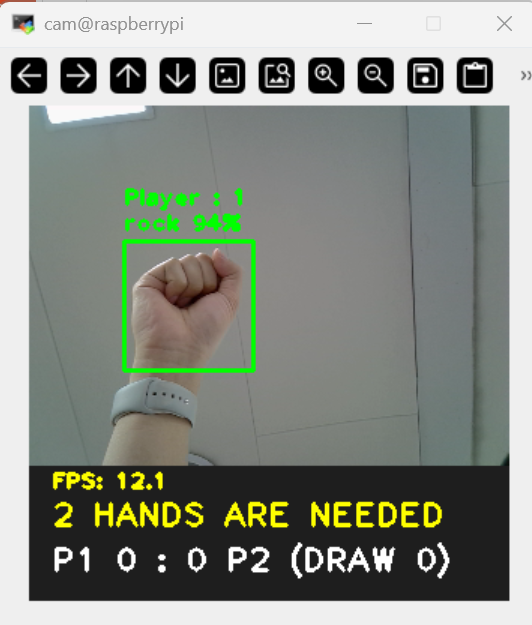 cam@raspberrypi
Player : 1
rock 94%
FPS: 12.1
2 HANDS ARE NEEDED
P1 0 : 0 P2 (DRAW 0)